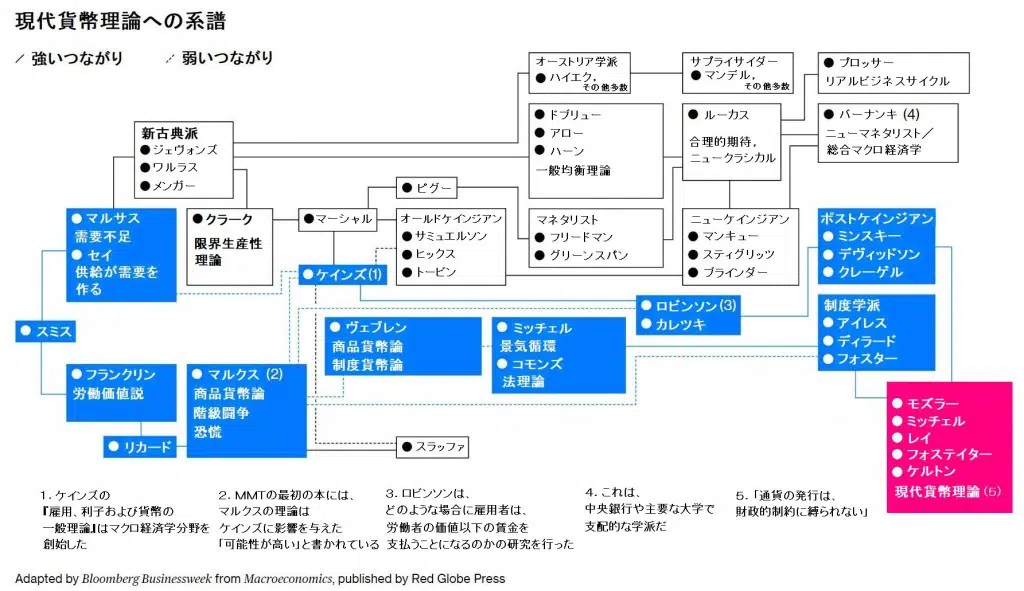 現代貨幣理論への系譜
強いつながり
弱いつながり
オーストリア学派
ハイエク,
その他多数
サプライサイダー
マンデル,
その他多数
プロッサー
リアルビジネスサイクル
新古典派
ジェヴォンズ
ワルラス
メンガー
ドブリュー
アロー
ハーン
一般均衡理論
ルーカス
合理的期待,
ニュークラシカル
バーナンキ (4)
ニューマネタリスト／
総合マクロ経済学
ピグー
マルサス
需要不足
セイ
供給が需要を
作る
クラーク
限界生産性
理論
マーシャル
オールドケインジアン
サミュエルソン
ヒックス
トービン
マネタリスト
フリードマン
グリーンスパン
ニューケインジアン
マンキュー
スティグリッツ
ブラインダー
ポストケインジアン
ミンスキー
デヴィッドソン
クレーゲル
ケインズ(1)
スミス
ロビンソン(3)
カレツキ
ヴェブレン
商品貨幣論
制度貨幣論
ミッチェル
景気循環
コモンズ
法理論
制度学派
アイレス
ディラード
フォスター
フランクリン
労働価値説
マルクス (2)
商品貨幣論
階級闘争
恐慌
リカード
スラッファ
モズラー
ミッチェル
レイ
フォステイター
ケルトン
現代貨幣理論(5)
1. ケインズの
『雇用、利子および貨幣の
一般理論』はマクロ経済学分野を
創始した
2. MMTの最初の本には、
マルクスの理論は
ケインズに影響を与えた
「可能性が高い」と書かれている
3. ロビンソンは、
どのような場合に雇用者は、
労働者の価値以下の賃金を
支払うことになるのかの研究を行った
4. これは、
中央銀行や主要な大学で
支配的な学派だ
5.「通貨の発行は、
財政的制約に縛られない」
Adapted by Bloomberg Businessweek from Macroeconomics, published by Red Globe Press